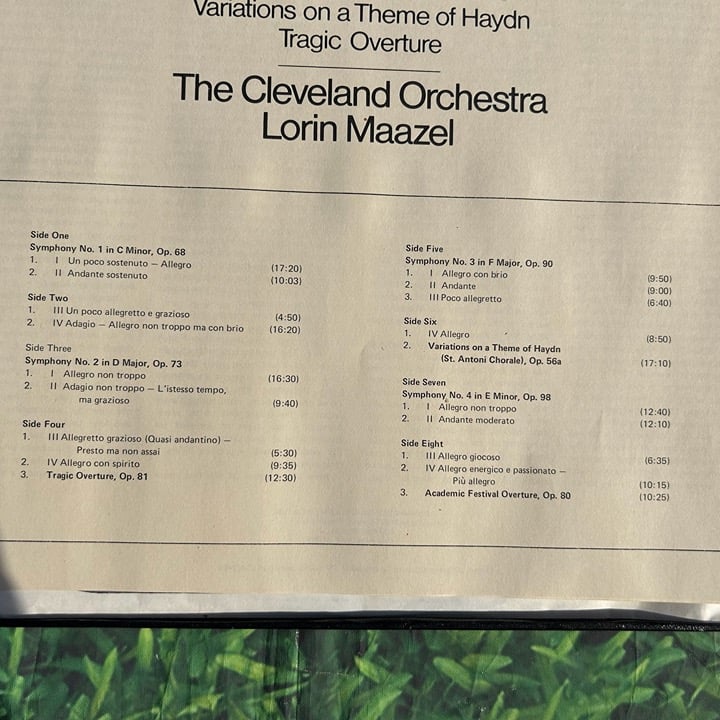 Variations on a Theme of Haydn
Tragic Overture
The Cleveland Orchestra
Lorin Maazel
Side One
Symphony No. 1 in C Minor, Op. 68
1. I Un poco sostenuto — Allegro (17:20)
2. II Andante sostenuto (10:03)
Side Two
1. III Un poco allegretto e grazioso (4:50)
2. IV Adagio — Allegro non troppo ma con brio (16:20)
Side Three
Symphony No. 2 in D Major, Op. 73
1. I Allegro non troppo (16:30)
2. II Adagio non troppo — L'istesso tempo,
ma grazioso (9:40)
Side Four
1. III Allegretto grazioso (Quasi andantino) —
Presto ma non assai (5:30)
2. IV Allegro con spirito (9:35)
3. Tragic Overture, Op. 81 (12:30)
Side Five
Symphony No. 3 in F Major, Op. 90
1. I Allegro con brio (9:50)
2. II Andante (9:00)
3. III Poco allegretto (6:40)
Side Six
1. IV Allegro (8:50)
2. Variations on a Theme of Haydn
(St. Antoni Chorale), Op. 56a (17:10)
Side Seven
Symphony No. 4 in E Minor, Op. 98
1. I Allegro non troppo (12:40)
2. II Andante moderato (12:10)
Side Eight
1. III Allegro giocoso (6:35)
2. IV Allegro energico e passionato —
Più allegro (10:15)
3. Academic Festival Overture, Op. 80 (10:25)